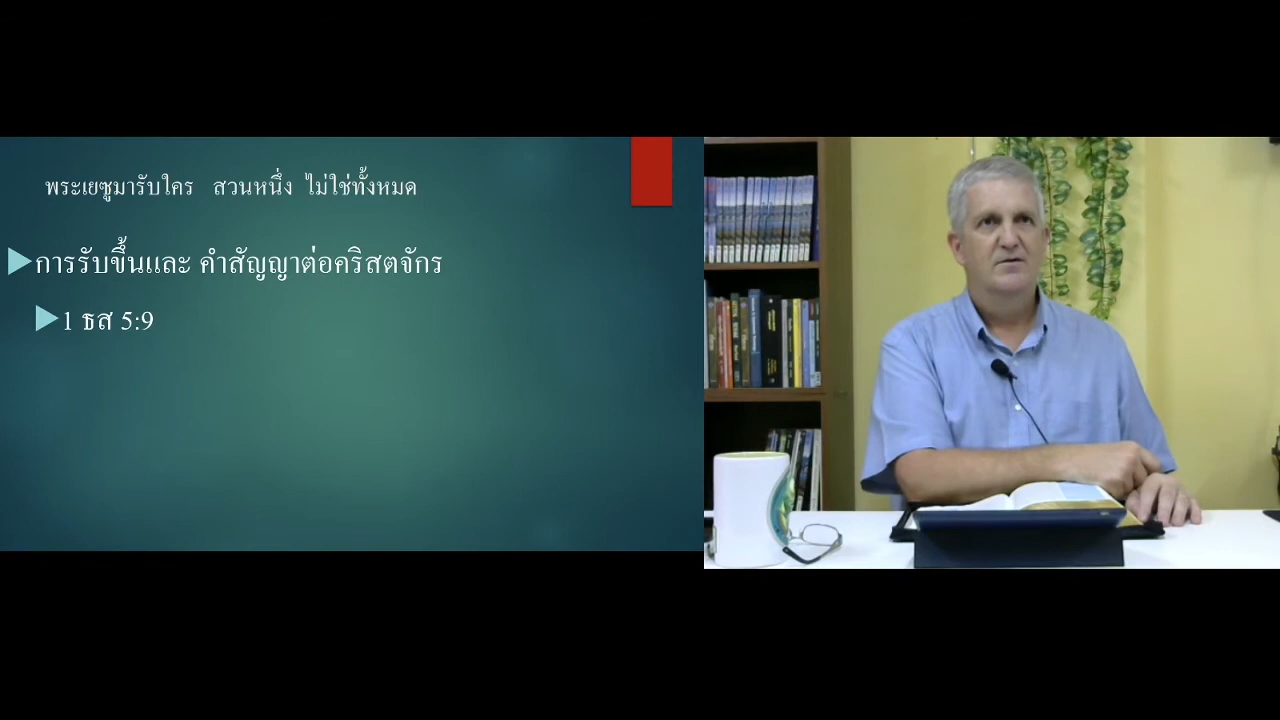 พระเยซูมารับใคร สวนหนึ่ง ไม่ใช่ทั้งหมด
การรับขึ้นและ คำสัญญาต่อคริสตจักร
1 ธส 5:9